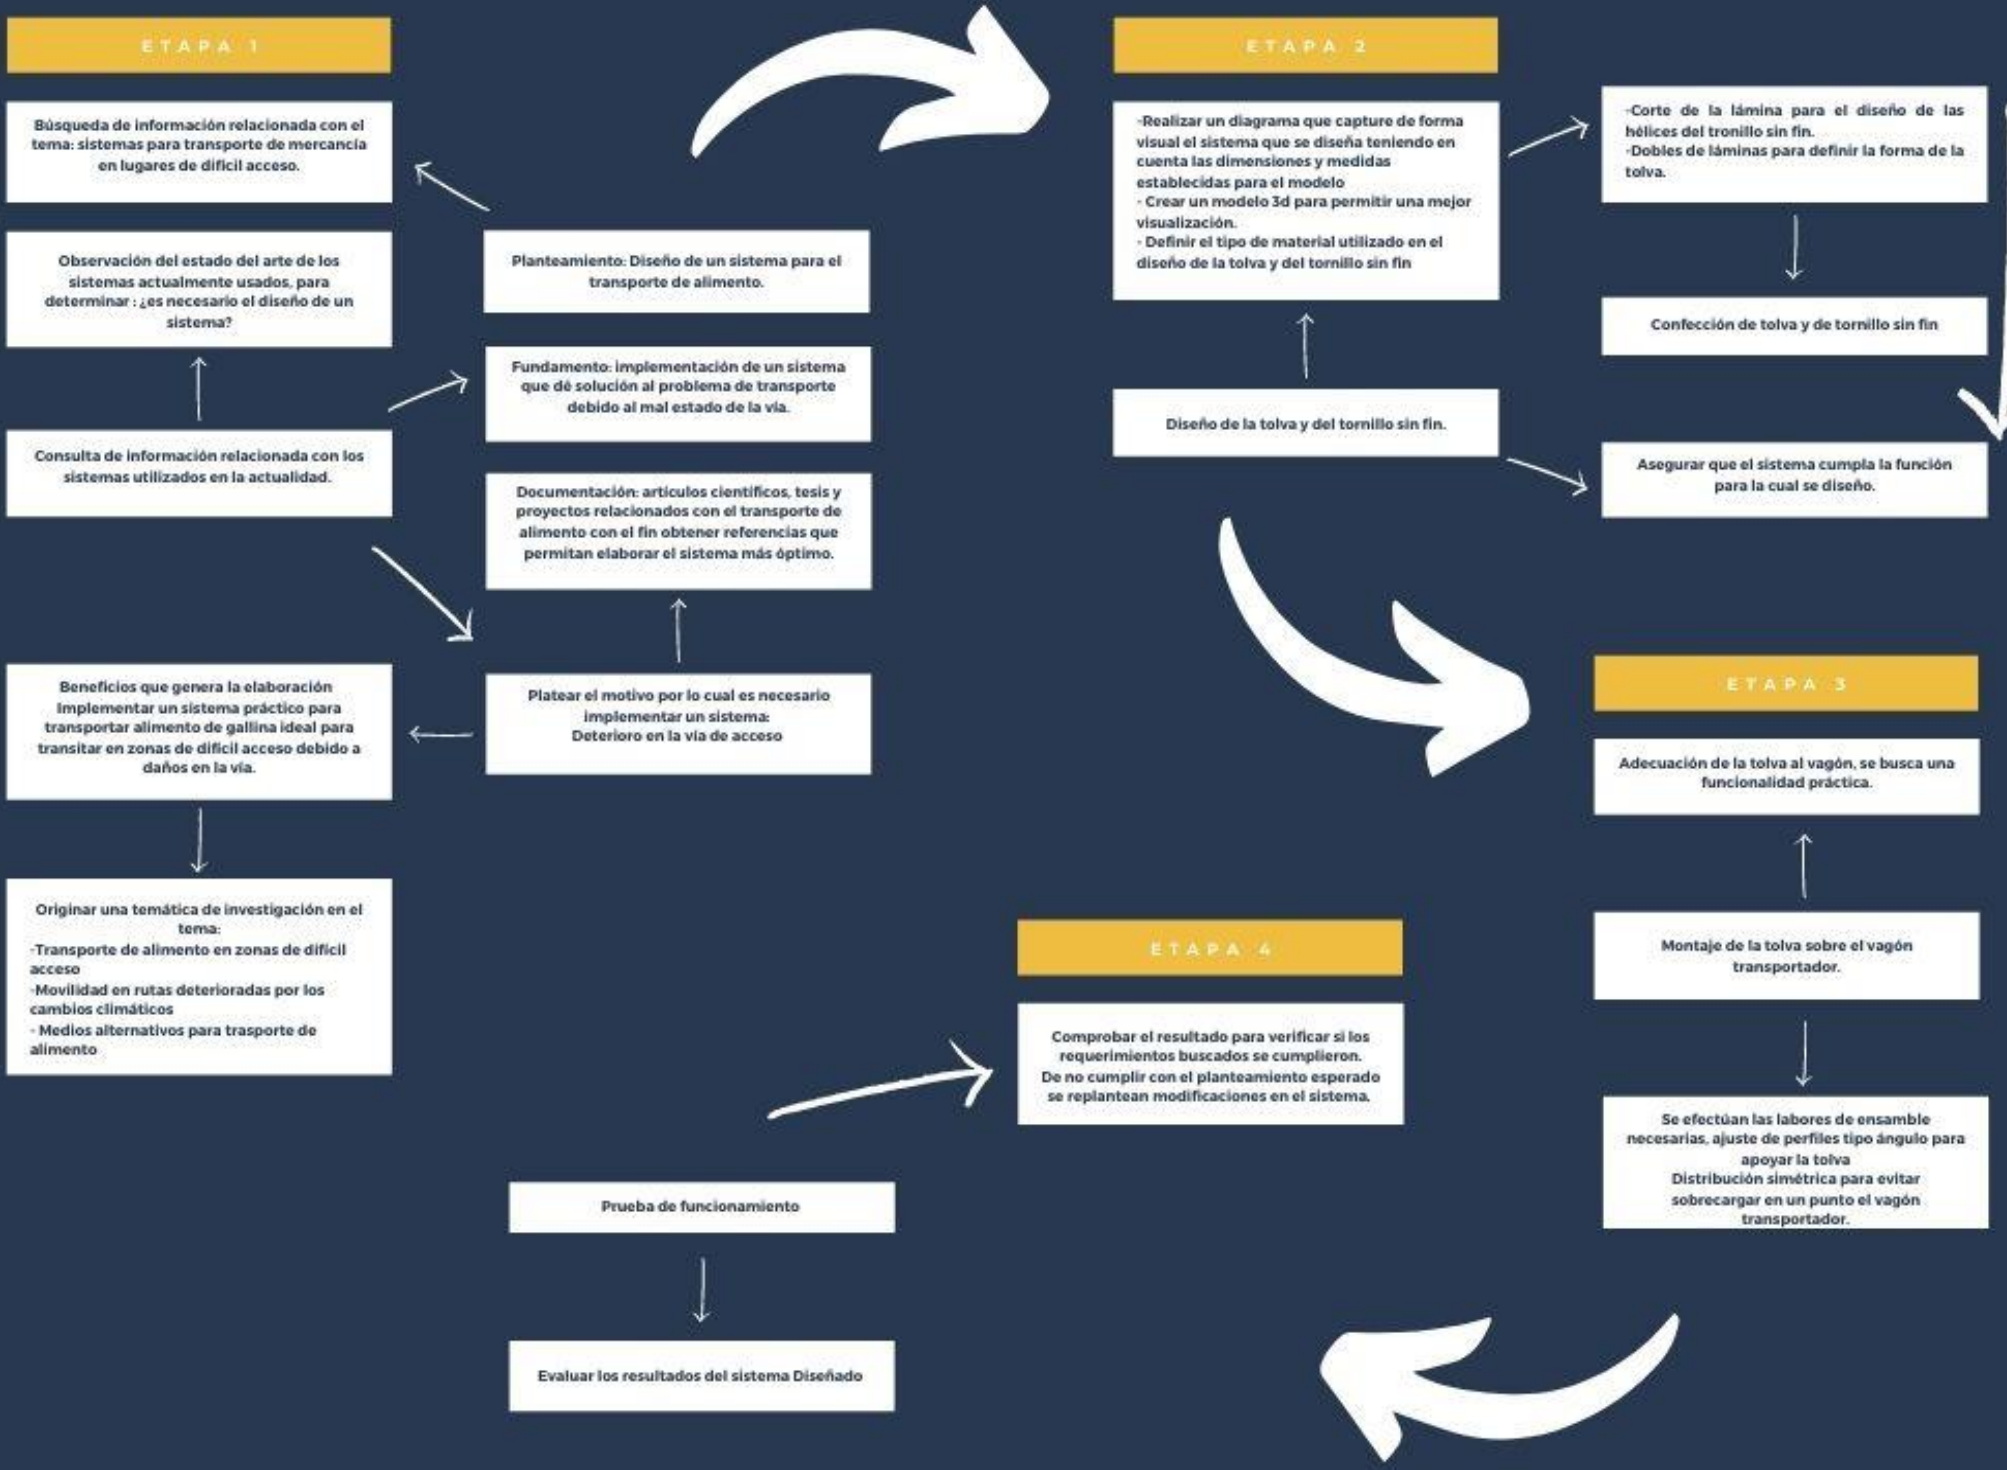 ETAPA 1
Búsqueda de información relacionada con el
tema: sistemas para transporte de mercancía
en lugares de difícil acceso.
Observación del estado del arte de los
sistemas actualmente usados, para
determinar : ¿es necesario el diseño de un
sistema?
Consulta de información relacionada con los
sistemas utilizados en la actualidad.
Planteamiento: Diseño de un sistema para el
transporte de alimento.
Fundamento: implementación de un sistema
que dé solución al problema de transporte
debido al mal estado de la vía.
Documentación: artículos científicos, tesis y
proyectos relacionados con el transporte de
alimento con el fin obtener referencias que
permitan elaborar el sistema más óptimo.
Platear el motivo por lo cual es necesario
implementar un sistema:
Deterioro en la vía de acceso
Beneficios que genera la elaboración
Implementar un sistema práctico para
transportar alimento de gallina ideal para
transitar en zonas de difícil acceso debido a
daños en la vía.
Originar una temática de investigación en el
tema:
-Transporte de alimento en zonas de difícil
acceso
-Movilidad en rutas deterioradas por los
cambios climáticos
- Medios alternativos para trasporte de
alimento
ETAPA 2
-Realizar un diagrama que capture de forma
visual el sistema que se diseña teniendo en
cuenta las dimensiones y medidas
establecidas para el modelo
- Crear un modelo 3d para permitir una mejor
visualización.
- Definir el tipo de material utilizado en el
diseño de la tolva y del tornillo sin fin
Diseño de la tolva y del tornillo sin fin.
-Corte de la lámina para el diseño de las
hélices del tronillo sin fin.
-Dobles de láminas para definir la forma de la
tolva.
Confección de tolva y de tornillo sin fin
Asegurar que el sistema cumpla la función
para la cual se diseño.
ETAPA 3
Adecuación de la tolva al vagón, se busca una
funcionalidad práctica.
Montaje de la tolva sobre el vagón
transportador.
Se efectúan las labores de ensamble
necesarias, ajuste de perfiles tipo ángulo para
apoyar la tolva
Distribución simétrica para evitar
sobrecargar en un punto el vagón
transportador.
ETAPA 4
Comprobar el resultado para verificar si los
requerimientos buscados se cumplieron.
De no cumplir con el planteamiento esperado
se replantean modificaciones en el sistema.
Prueba de funcionamiento
Evaluar los resultados del sistema Diseñado